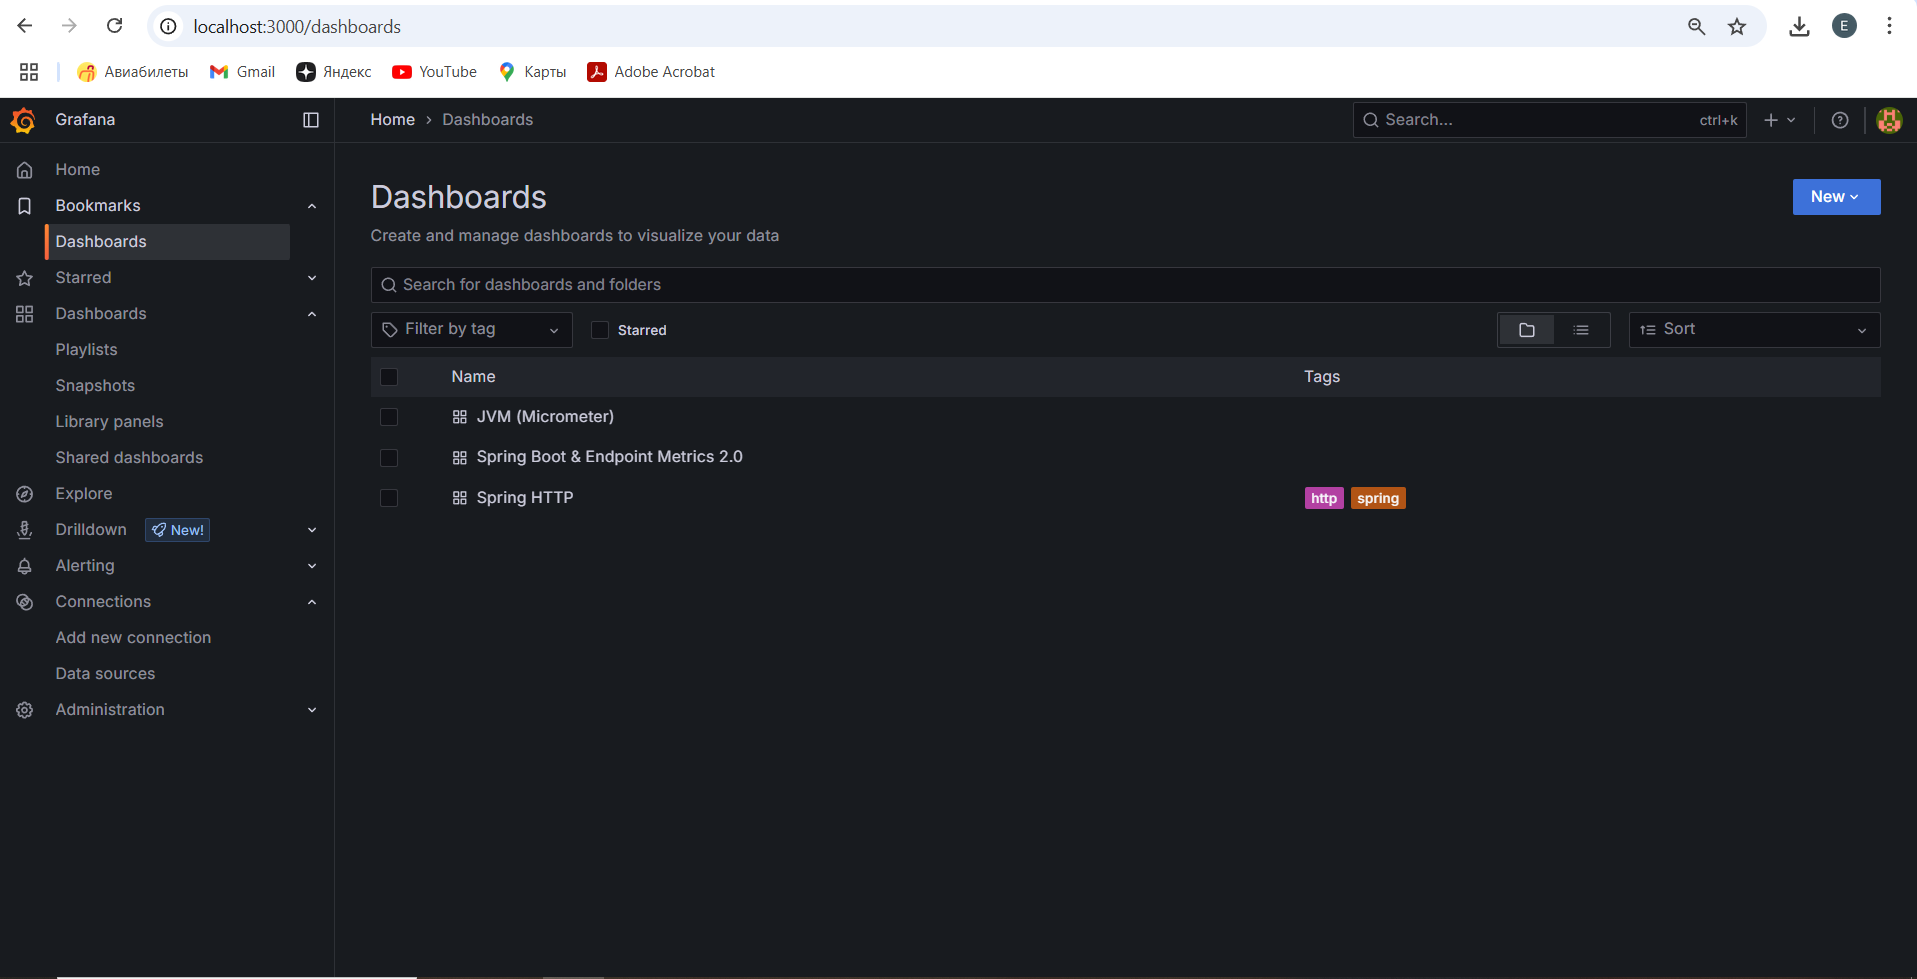 localhost:3000/dashboards
E
Авиабилеты Gmail Яндекс YouTube Карты Adobe Acrobat
Grafana
Home > Dashboards
Search... ctrl+k
Home
Bookmarks
Dashboards
Starred
Dashboards
Playlists
Snapshots
Library panels
Shared dashboards
Explore
Drilldown New!
Alerting
Connections
Add new connection
Data sources
Administration
Dashboards
New
Create and manage dashboards to visualize your data
Search for dashboards and folders
Filter by tag Starred Sort
Name Tags
JVM (Micrometer)
Spring Boot & Endpoint Metrics 2.0
Spring HTTP http spring